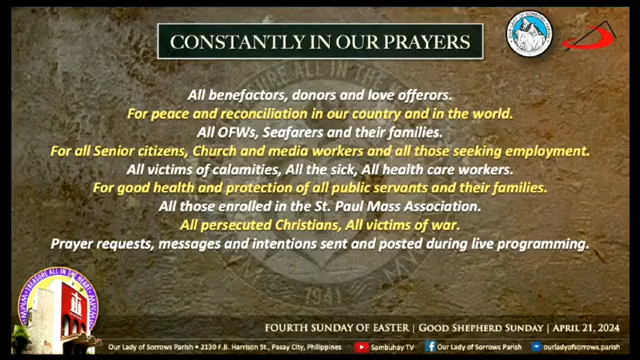 CONSTANTLY IN OUR PRAYERS
All benefactors, donors and love offerors.
For peace and reconciliation in our country and in the world.
All OFWs, Seafarers and their families.
For all Senior citizens, Church and media workers and all those seeking employment.
All victims of calamities, All the sick, All health care workers.
For good health and protection of all public servants and their families.
All those enrolled in the St. Paul Mass Association.
All persecuted Christians, All victims of war.
Prayer requests, messages and intentions sent and posted during live programming.
1941
TREASURE ALL IN THE HEART
FOURTH SUNDAY OF EASTER | GOOD SHEPHERD SUNDAY | APRIL 21, 2024
Our Lady of Sorrows Parish • 2130 F.B. Harrison St., Pasay City, Philippines
Sambuhay TV
Our Lady of Sorrows Parish
ourladyofsorrows.parish